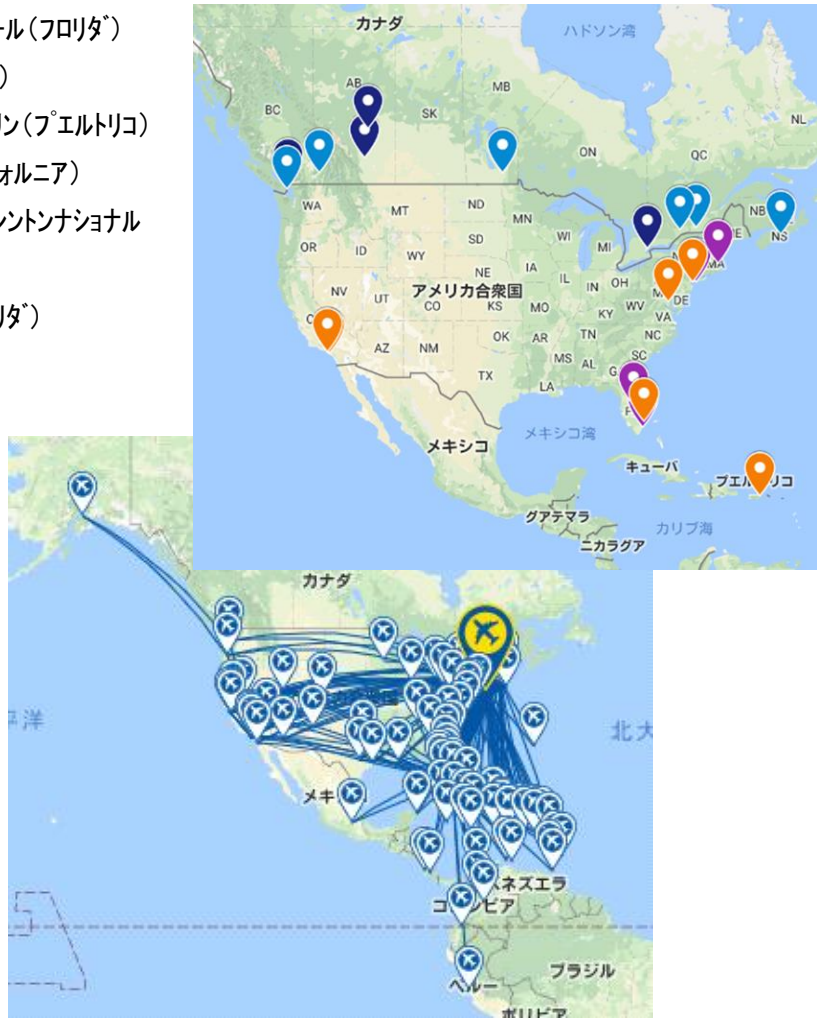 ール(フロリダ)
)
リン(プエルトリコ)
フォルニア)
シントンナショナル
リダ)
カナダ
ハドソン湾
AB
MB
BC
SK
NL
ON
QC
WA
MT
ND
MN
NB
NS
OR
ID
SD
WI
MI
WY
NE
IA
MA
NV
UT
アメリカ合衆国
IL
IN
OH
DE
CO
KS
MO
KY
WV
VA
AZ
NM
OK
AR
TN
NC
SC
MS
AL
TX
LA
メキシコ
メキシコ湾
キューバ
プエルトリコ
グアテマラ
カリブ海
ニカラグア
カナダ
平洋
北大
メキ
ネズエラ
コ ンビア
ブラジル
ペルー
ボリビア